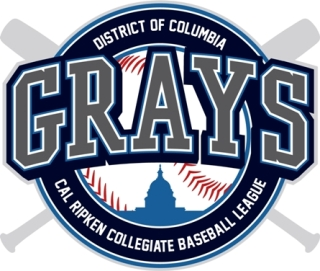 DISTRICT OF COLUMBIA
GRAYS
CAL RIPKEN COLLEGIATE BASEBALL LEAGUE